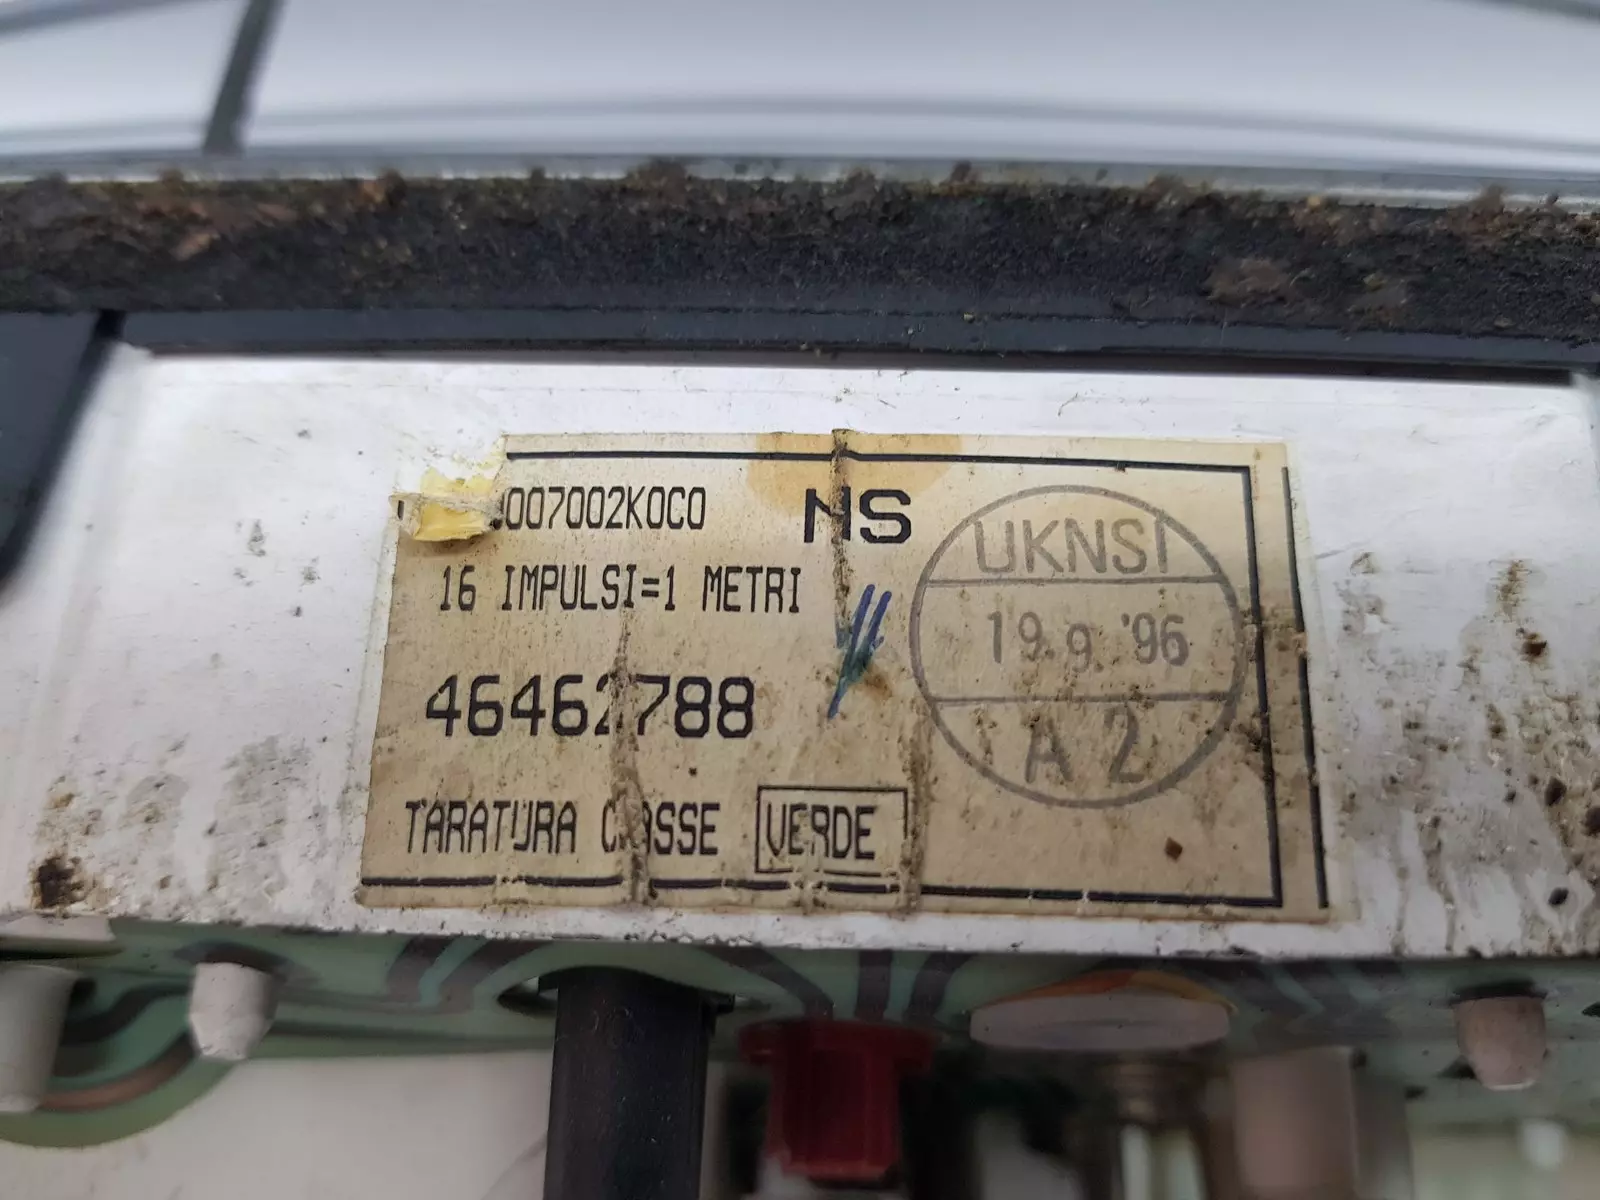 007002K0C0 NS
16 IMPULSI=1 METRI
46462788
TARATURA CLASSE VERDE
UKNSI
19.9.'96
A 2